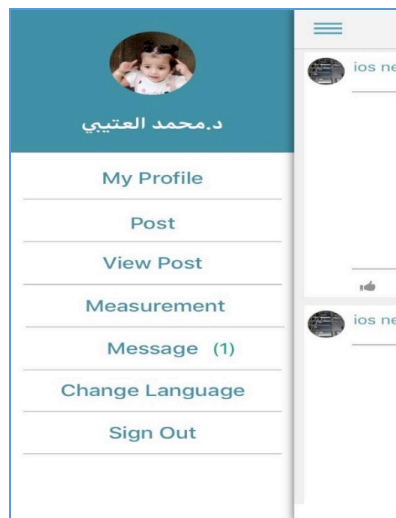 د.محمد العتيبي
My Profile
Post
View Post
Measurement
Message (1)
Change Language
Sign Out
ios ne
ios ne